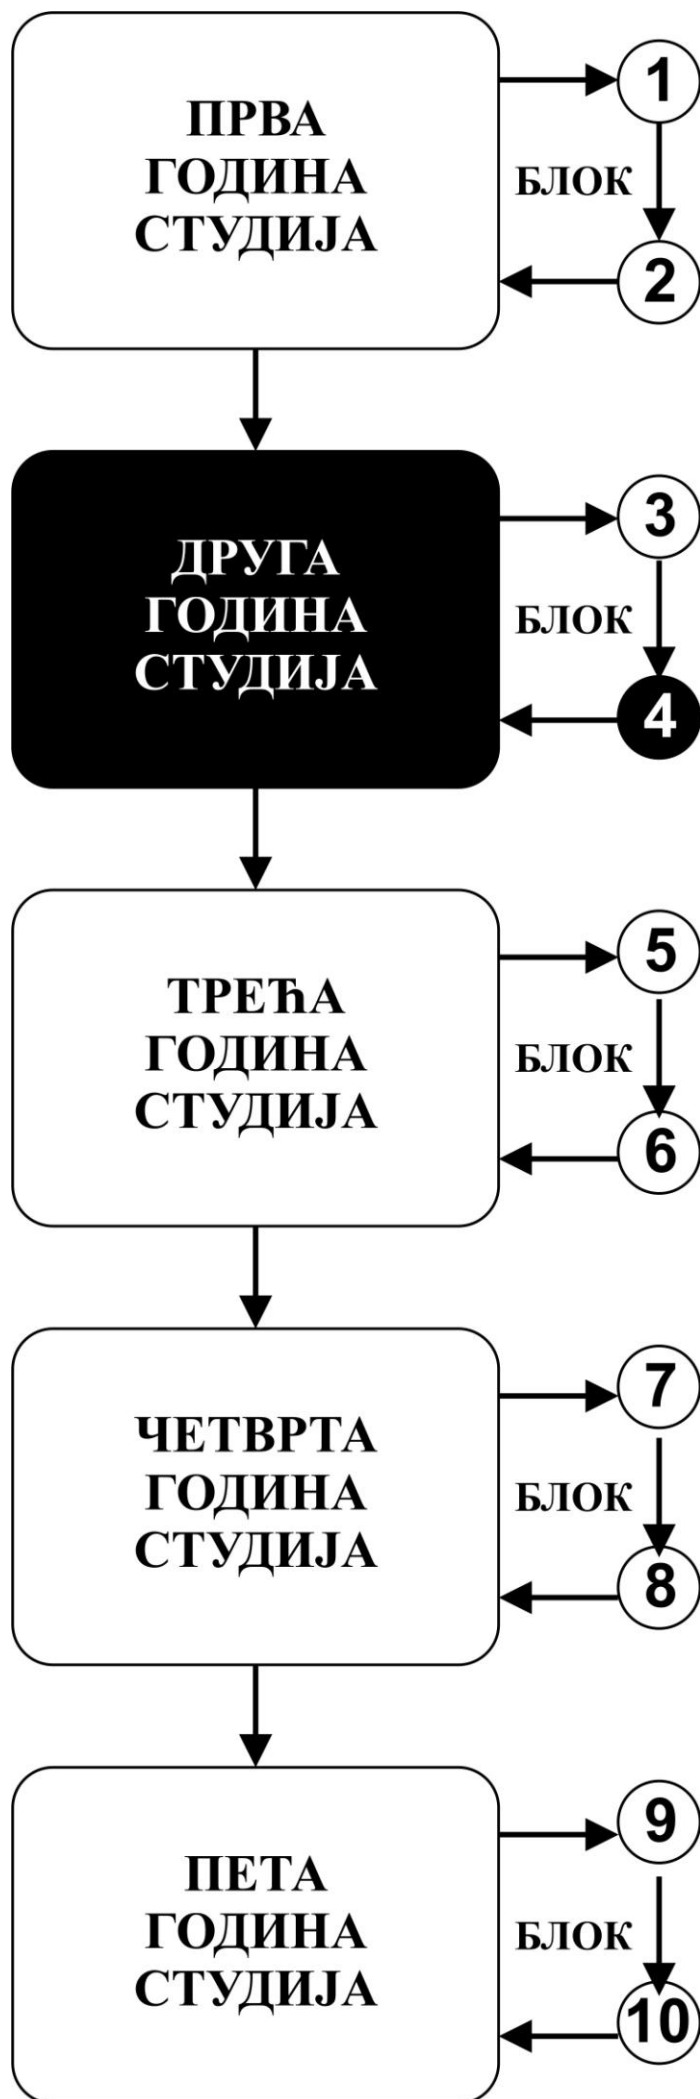 ПРВА
ГОДИНА
СТУДИЈА
1
БЛОК
2
ДРУГА
ГОДИНА
СТУДИЈА
3
БЛОК
4
ТРЕЋА
ГОДИНА
СТУДИЈА
5
БЛОК
6
ЧЕТВРТА
ГОДИНА
СТУДИЈА
7
БЛОК
8
ПЕТА
ГОДИНА
СТУДИЈА
9
БЛОК
10